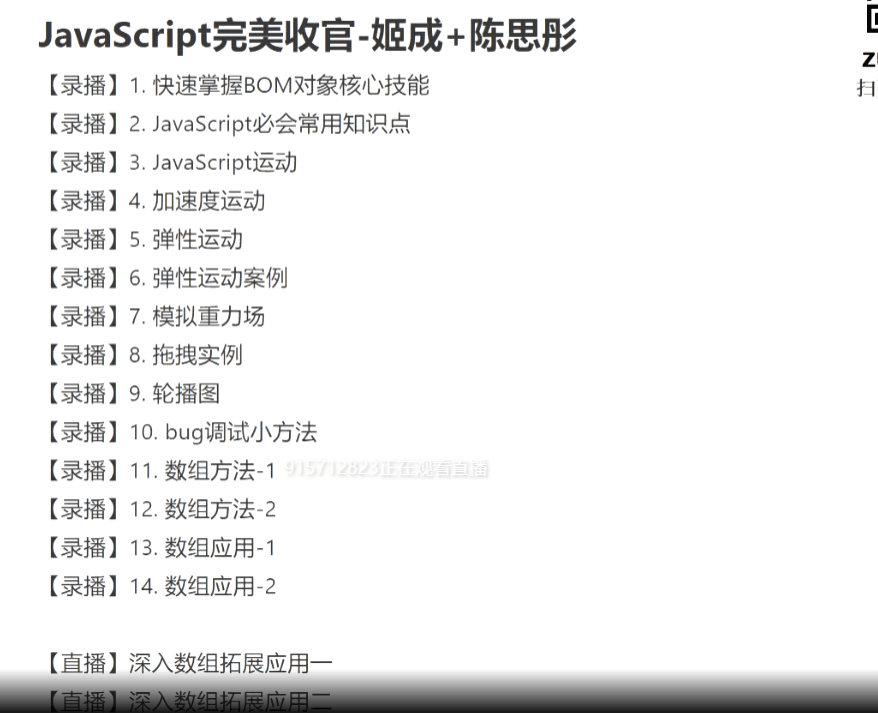 JavaScript完美收官-姬成+陈思彤
【录播】1. 快速掌握BOM对象核心技能
【录播】2. JavaScript必会常用知识点
【录播】3. JavaScript运动
【录播】4. 加速度运动
【录播】5. 弹性运动
【录播】6. 弹性运动案例
【录播】7. 模拟重力场
【录播】8. 拖拽实例
【录播】9. 轮播图
【录播】10. bug调试小方法
【录播】11. 数组方法-1
915712823正在观看直播
【录播】12. 数组方法-2
【录播】13. 数组应用-1
【录播】14. 数组应用-2
【直播】深入数组拓展应用一
【直播】深入数组拓展应用二
扫